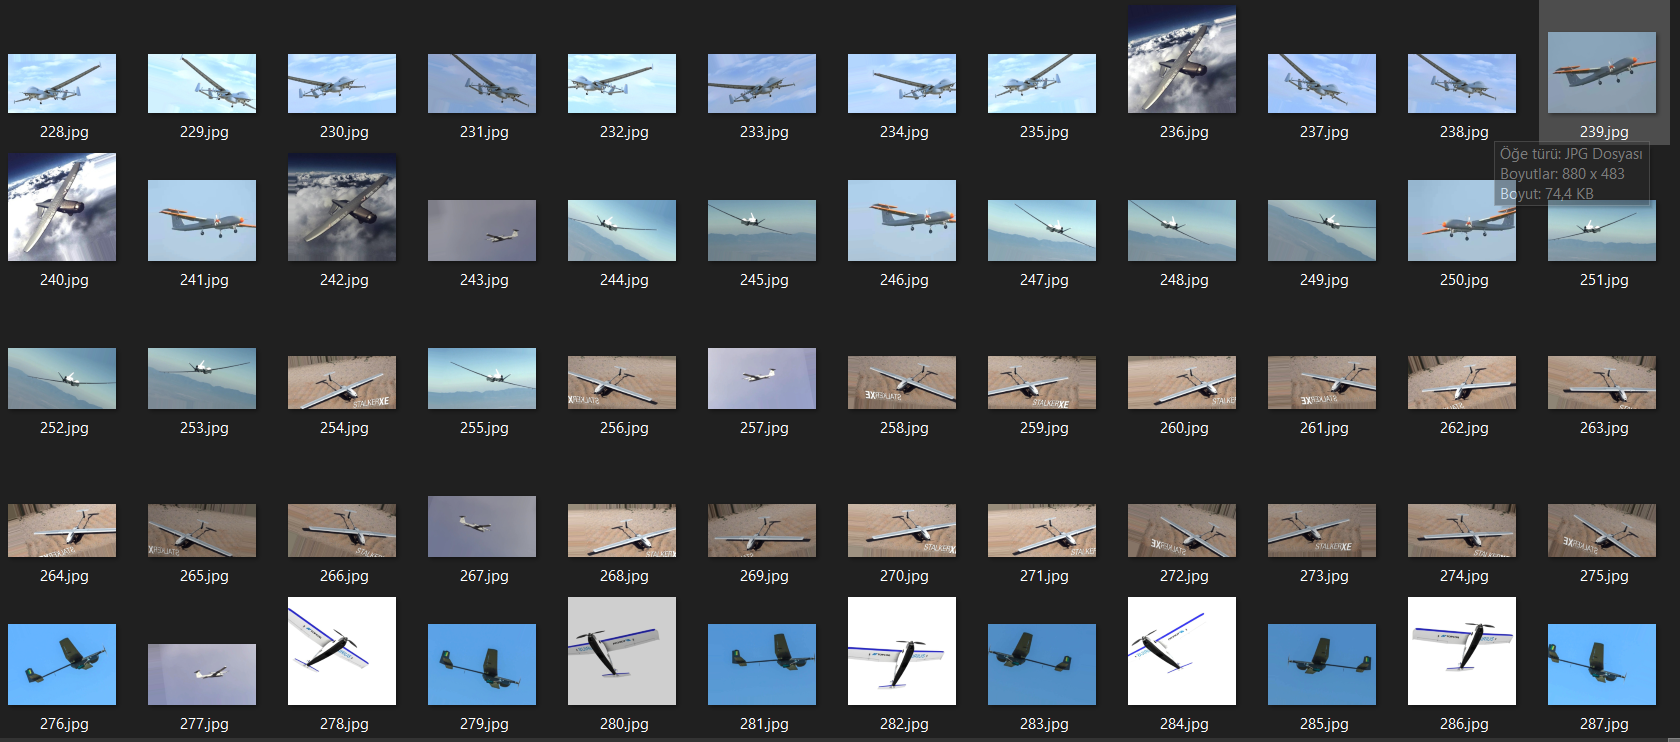 228.jpg 229.jpg 230.jpg 231.jpg 232.jpg 233.jpg 234.jpg 235.jpg 236.jpg 237.jpg 238.jpg 239.jpg
Öğe türü: JPG Dosyası
Boyutlar: 880 x 483
Boyut: 74,4 KB
240.jpg 241.jpg 242.jpg 243.jpg 244.jpg 245.jpg 246.jpg 247.jpg 248.jpg 249.jpg 250.jpg 251.jpg
STALKERXE
STALKERXE
252.jpg 253.jpg 254.jpg 255.jpg 256.jpg 257.jpg 258.jpg 259.jpg 260.jpg 261.jpg 262.jpg 263.jpg
STALKERXE
264.jpg 265.jpg 266.jpg 267.jpg 268.jpg 269.jpg 270.jpg 271.jpg 272.jpg 273.jpg 274.jpg 275.jpg
276.jpg 277.jpg 278.jpg 279.jpg 280.jpg 281.jpg 282.jpg 283.jpg 284.jpg 285.jpg 286.jpg 287.jpg